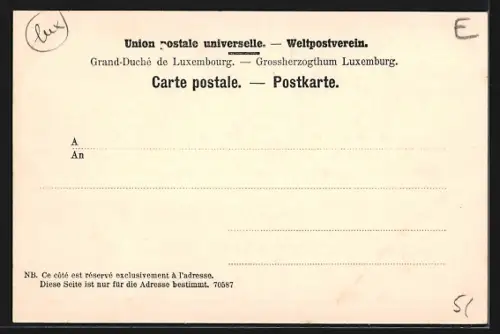 lux
E
Union postale universelle. — Weltpostverein.
Grand-Duché de Luxembourg. — Grossherzogthum Luxemburg.
Carte postale. — Postkarte.
A
An
NB. Ce côté est réservé exclusivement à l'adresse.
Diese Seite ist nur für die Adresse bestimmt. 70587